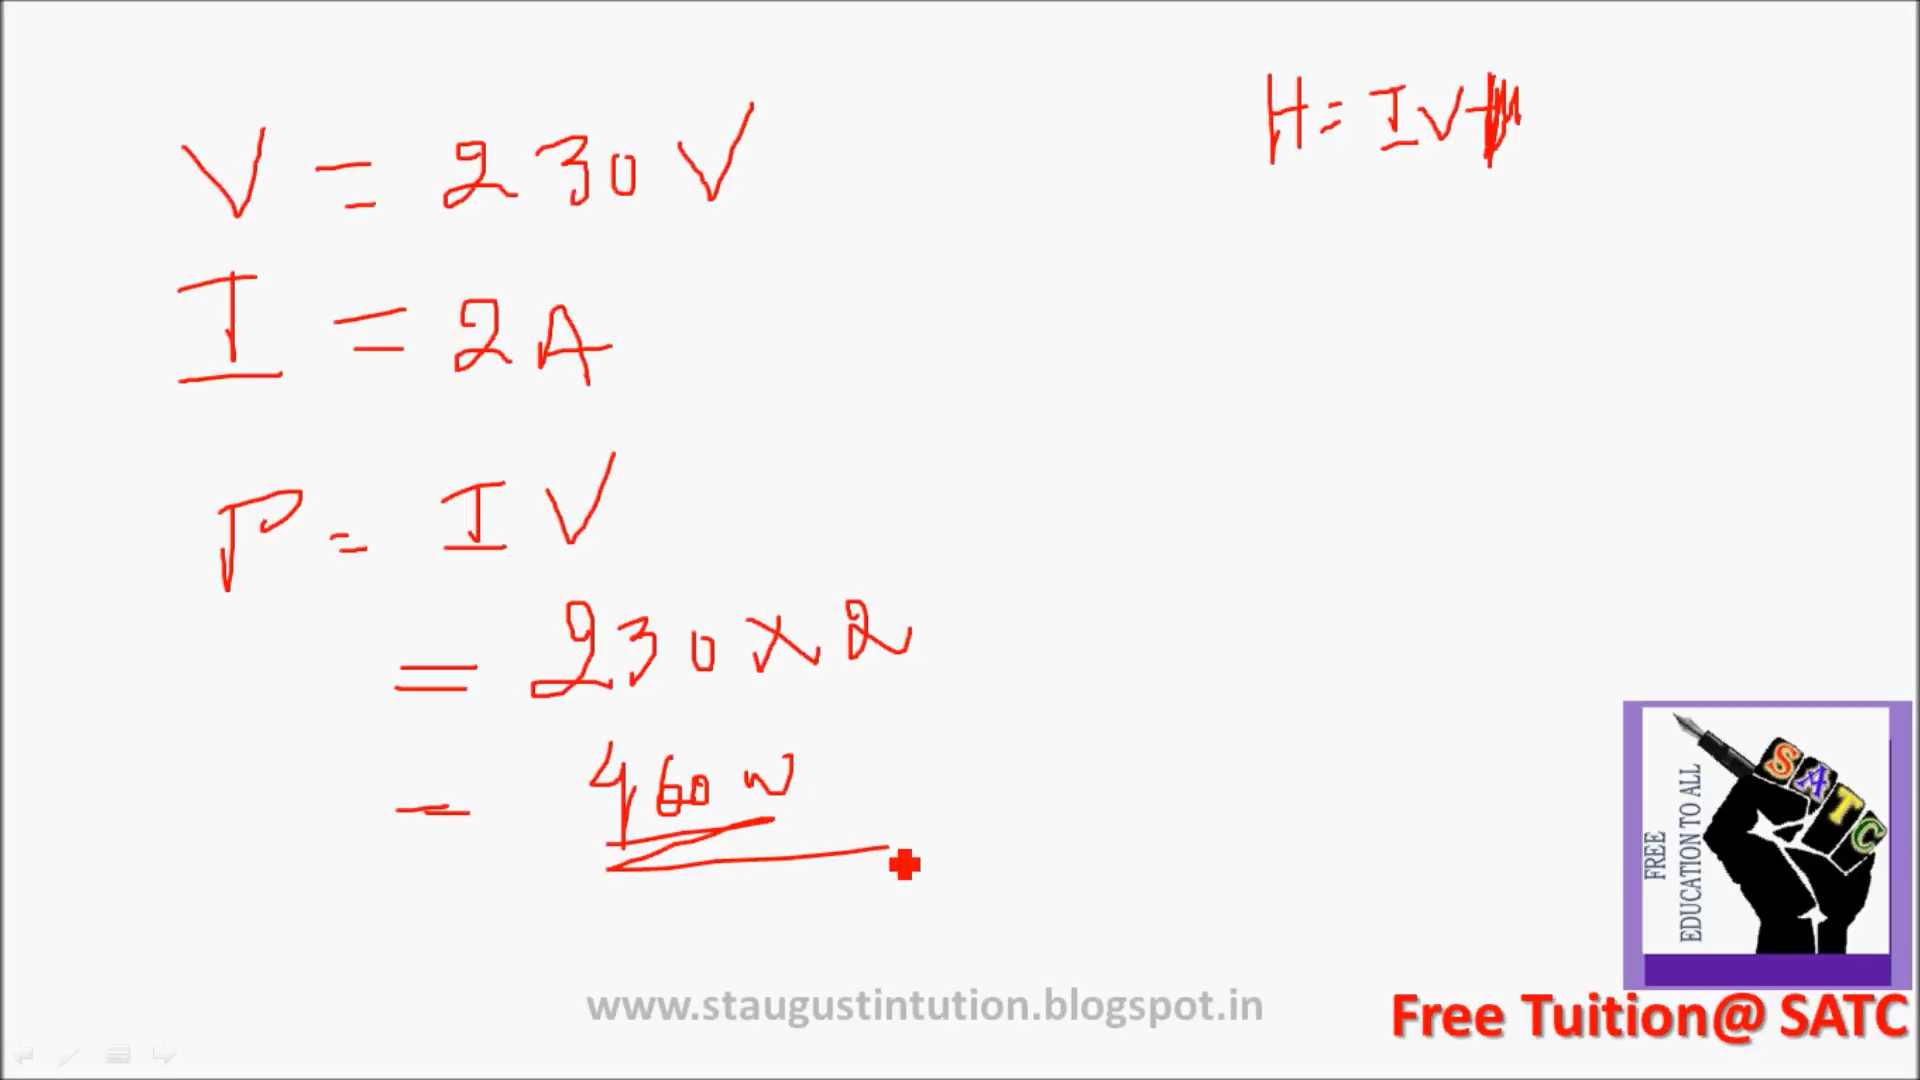 V = 230 V
I = 2A
P = IV
= 230 x 2
= 460 W
H = IV
SATC
FREE
EDUCATION TO ALL
www.staugustintution.blogspot.in
Free Tuition@ SATC